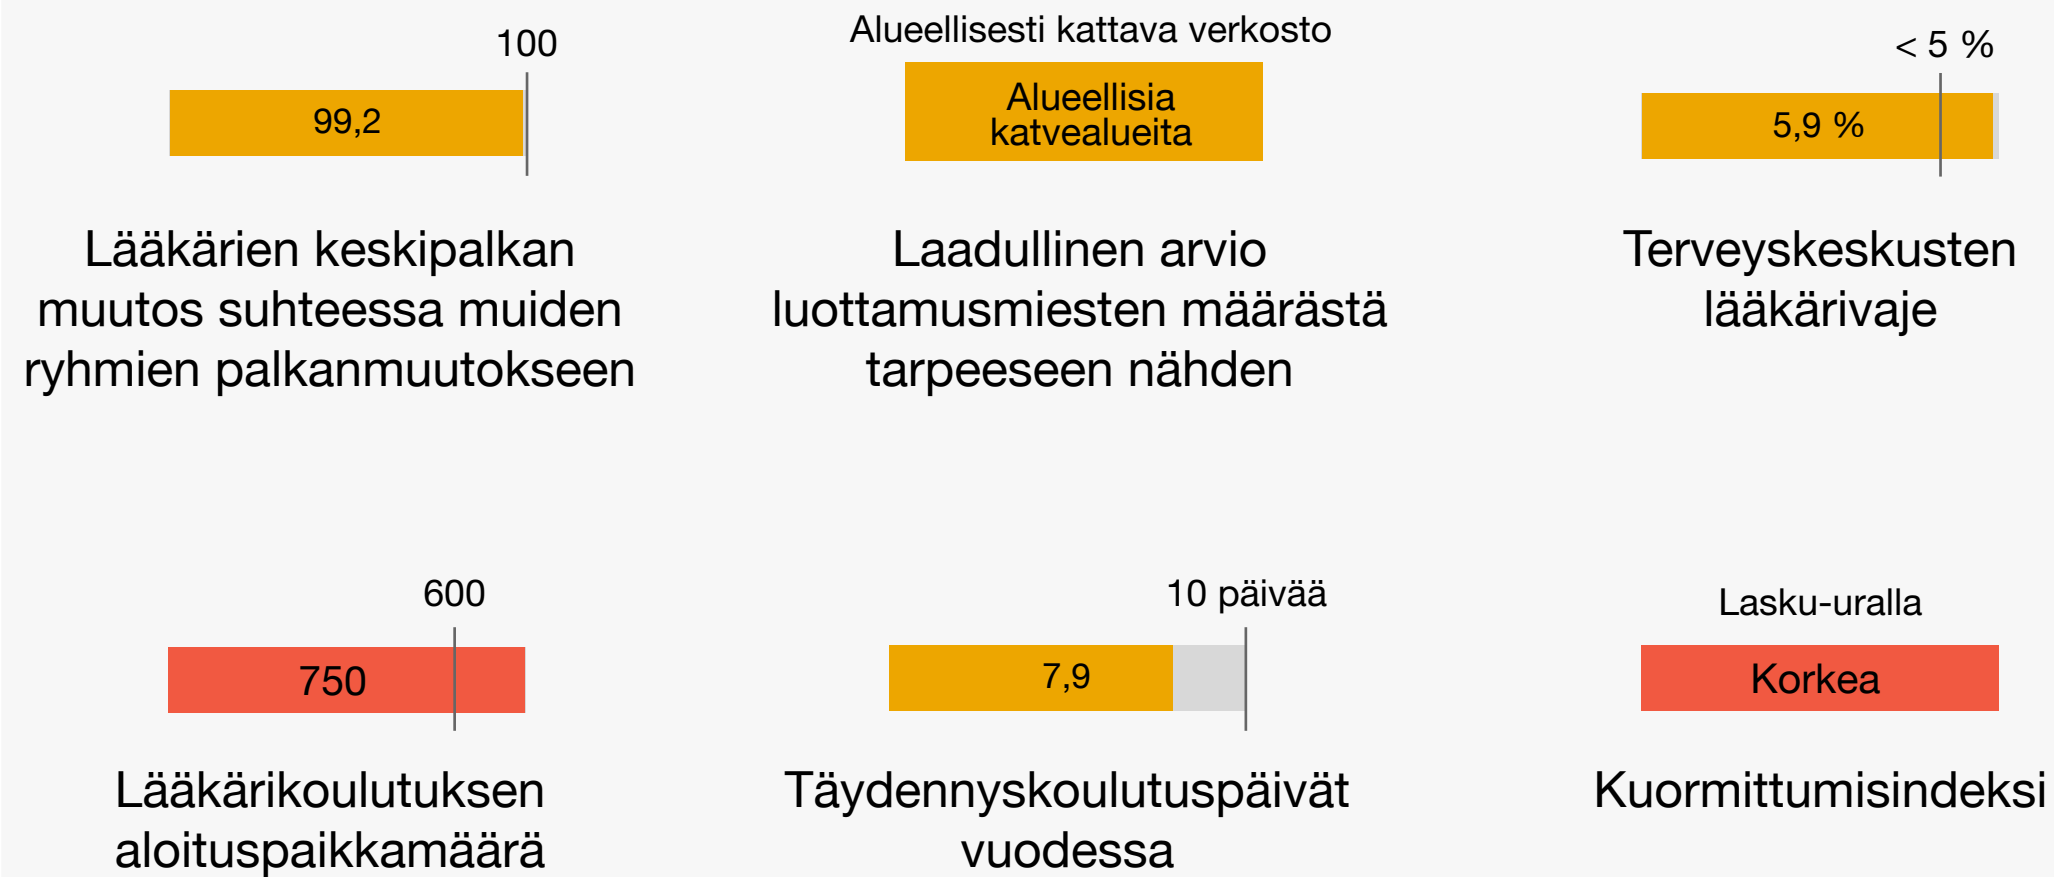 100
99,2
Lääkärien keskipalkan
muutos suhteessa muiden
ryhmien palkanmuutokseen
Alueellisesti kattava verkosto
Alueellisia
katvealueita
Laadullinen arvio
luottamusmiesten määrästä
tarpeeseen nähden
< 5 %
5,9 %
Terveyskeskusten
lääkärivaje
600
750
Lääkärikoulutuksen
aloituspaikkamäärä
10 päivää
7,9
Täydennyskoulutuspäivät
vuodessa
Lasku-uralla
Korkea
Kuormittumisindeksi